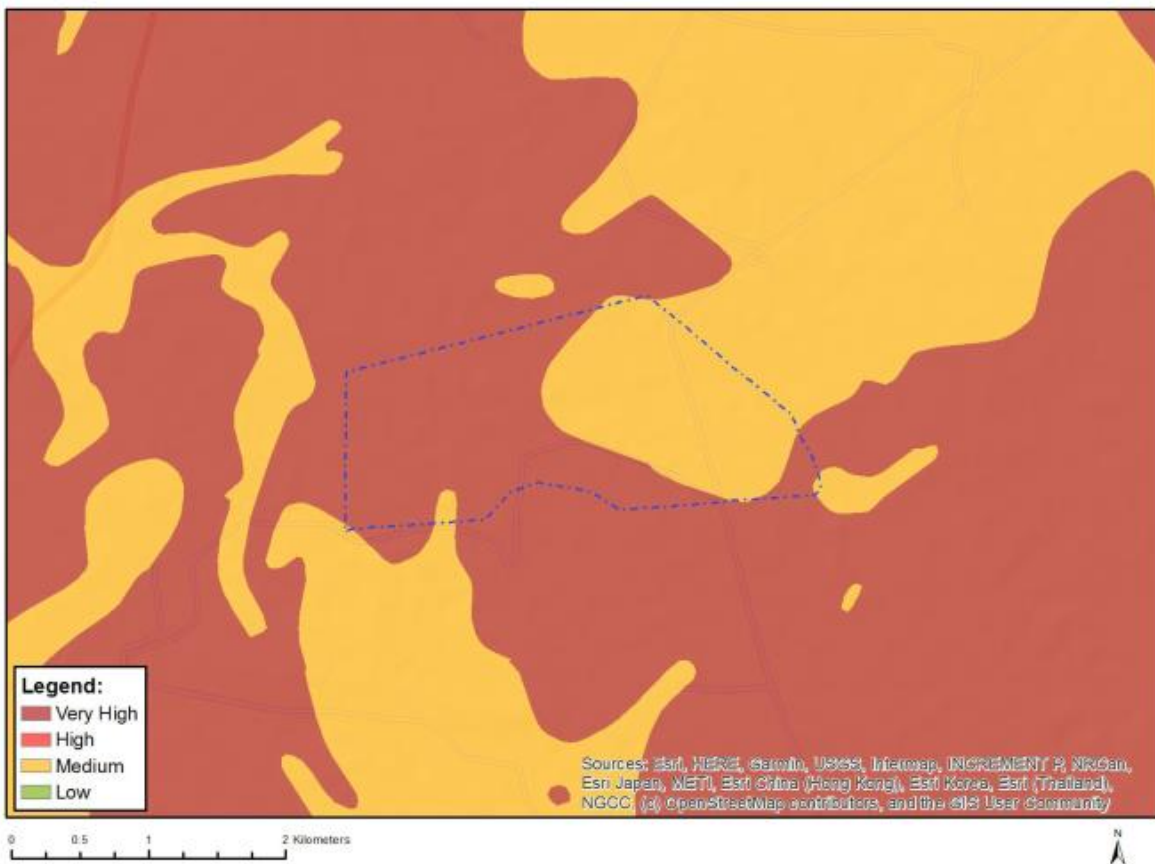 Legend:
Very High
High
Medium
Low
Sources: Esri, HERE, Garmin, USGS, Intermap, INCREMENT P, NRCan,
Esri Japan, METI, Esri China (Hong Kong), Esri Korea, Esri (Thailand),
NGCC, (c) OpenStreetMap contributors, and the GIS User Community
0 0.5 1 2 Kilometers
N